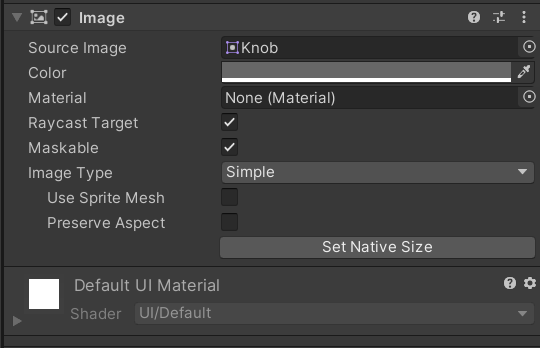 Image
Source Image Knob
Color
Material None (Material)
Raycast Target
Maskable
Image Type Simple
Use Sprite Mesh
Preserve Aspect
Set Native Size
Default UI Material
Shader UI/Default